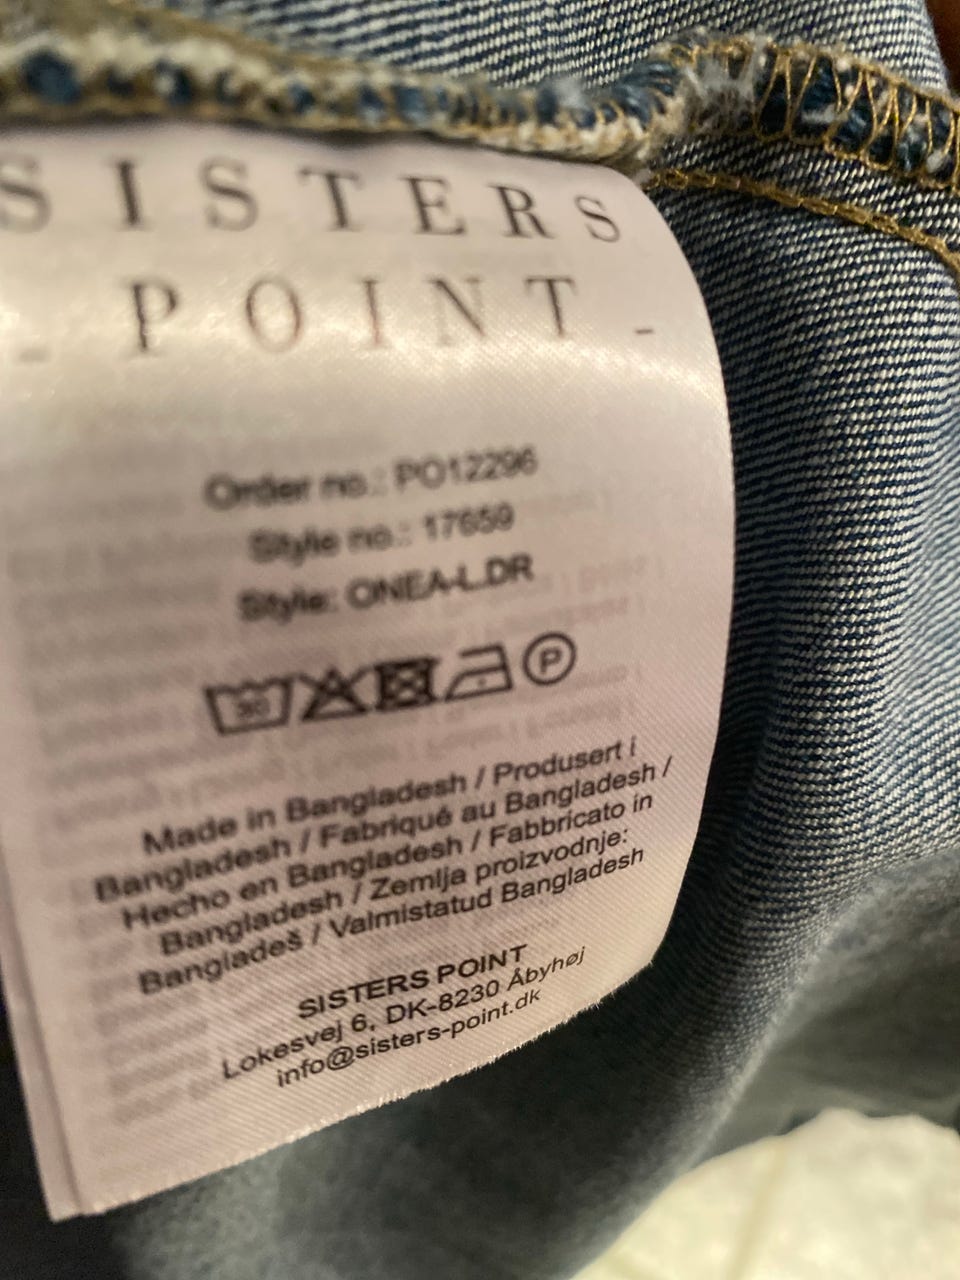 SISTERS
_ POINT _
Order no.: PO12296
Style no.: 17659
Style: ONEA-L.DR
30 P
Made in Bangladesh / Produsert i
Bangladesh / Fabriqué au Bangladesh /
Hecho en Bangladesh / Fabbricato in
Bangladesh / Zemlja proizvodnje:
Bangladeš / Valmistatud Bangladesh
SISTERS POINT
Lokesvej 6, DK-8230 Åbyhøj
info@sisters-point.dk